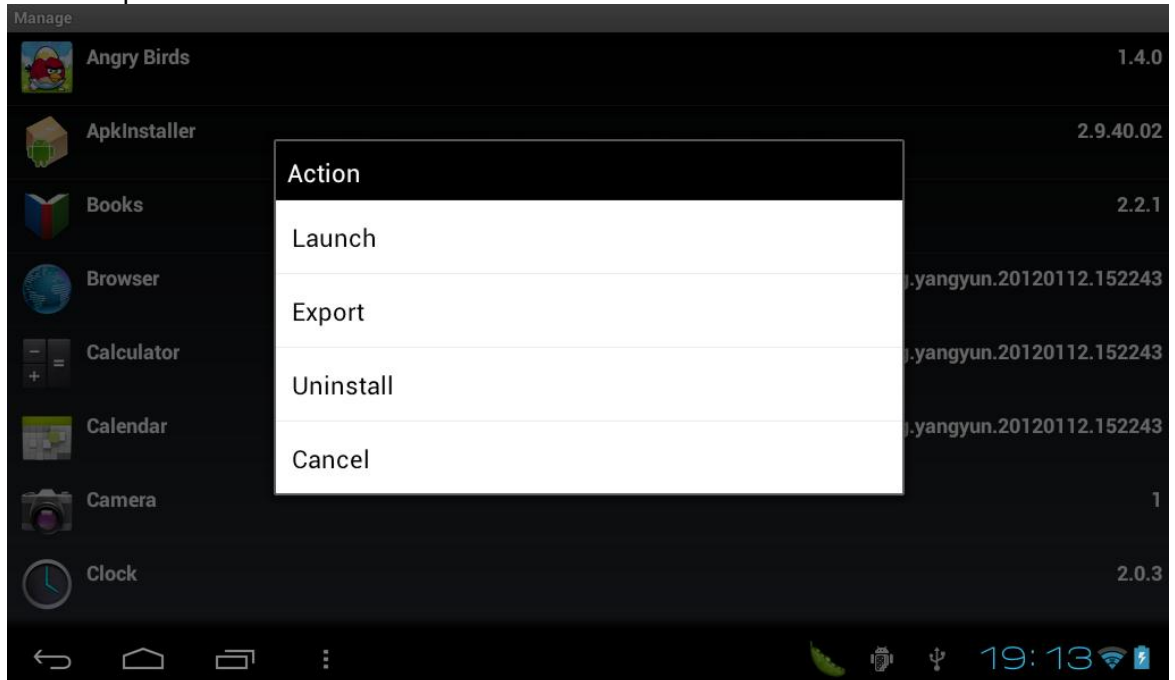 Manage
Angry Birds 1.4.0
ApkInstaller 2.9.40.02
Action
Books 2.2.1
Launch
Browser .yangyun.20120112.152243
Export
Calculator .yangyun.20120112.152243
Uninstall
Calendar .yangyun.20120112.152243
Cancel
Camera 1
Clock 2.0.3
19:13